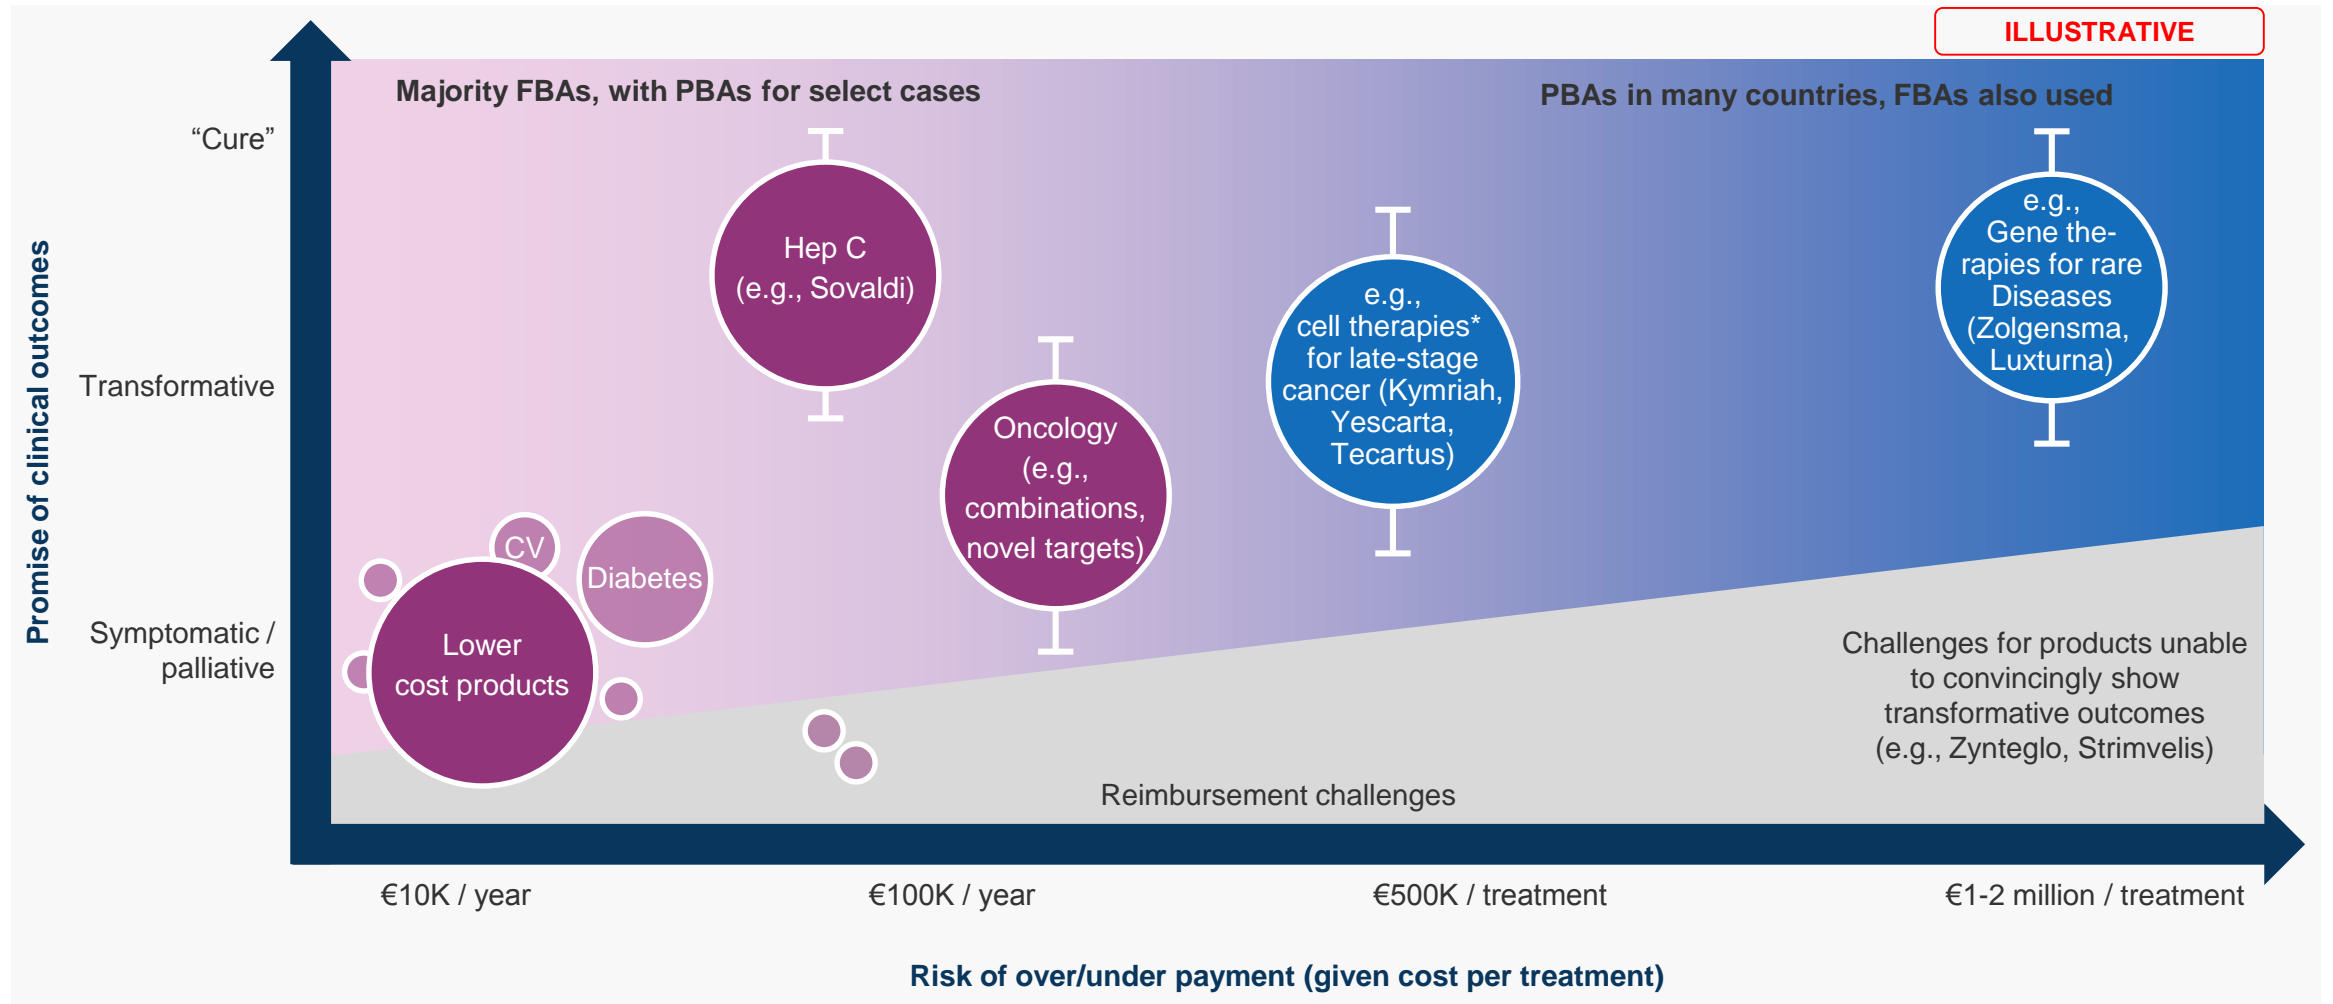 ILLUSTRATIVE
Majority FBAs, with PBAs for select cases
PBAs in many countries, FBAs also used
Promise of clinical outcomes
“Cure”
Transformative
Symptomatic /
palliative
Hep C
(e.g., Sovaldi)
Oncology
(e.g.,
combinations,
novel targets)
e.g.,
cell therapies*
for late-stage
cancer (Kymriah,
Yescarta,
Tecartus)
e.g.,
Gene the-
rapies for rare
Diseases
(Zolgensma,
Luxturna)
CV
Diabetes
Lower
cost products
Challenges for products unable
to convincingly show
transformative outcomes
(e.g., Zynteglo, Strimvelis)
Reimbursement challenges
€10K / year
€100K / year
€500K / treatment
€1-2 million / treatment
Risk of over/under payment (given cost per treatment)